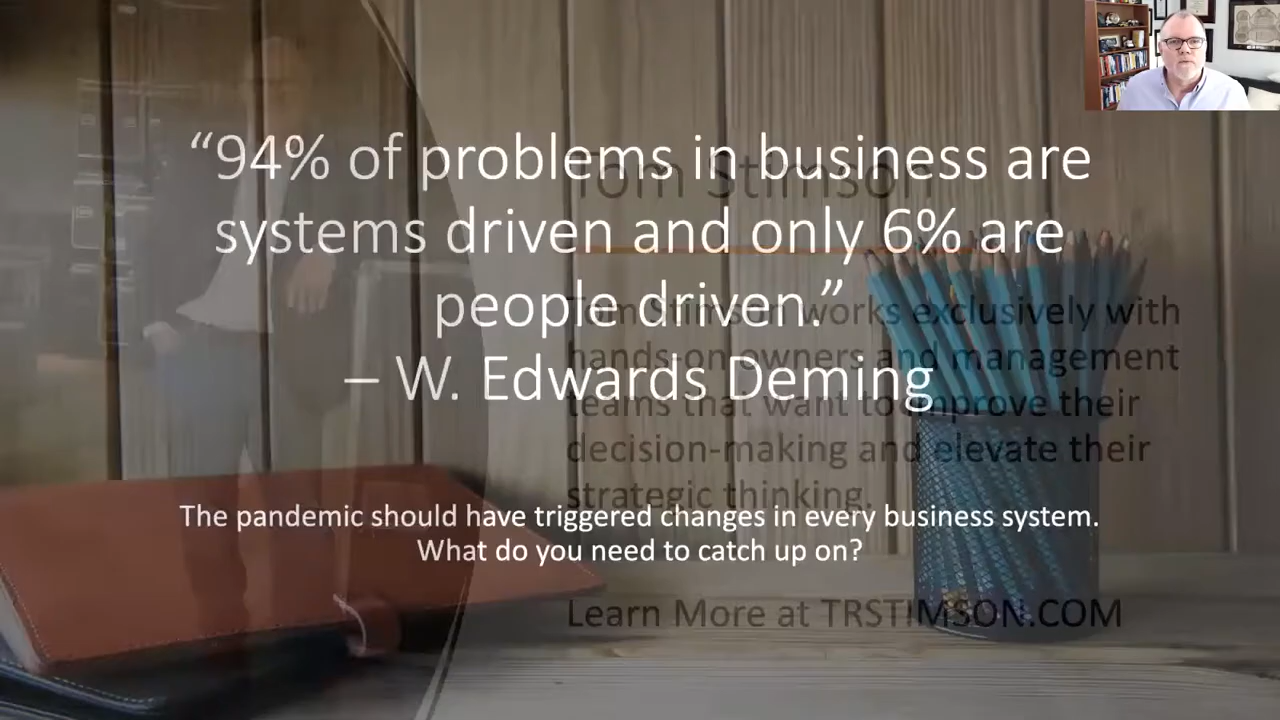 “94% of problems in business are
systems driven and only 6% are
people driven.”
– W. Edwards Deming
The pandemic should have triggered changes in every business system.
What do you need to catch up on?
Tom Stimson
Tom Stimson works exclusively with
hands-on owners and management
teams that want to improve their
decision-making and elevate their
strategic thinking.
Learn More at TRSTIMSON.COM